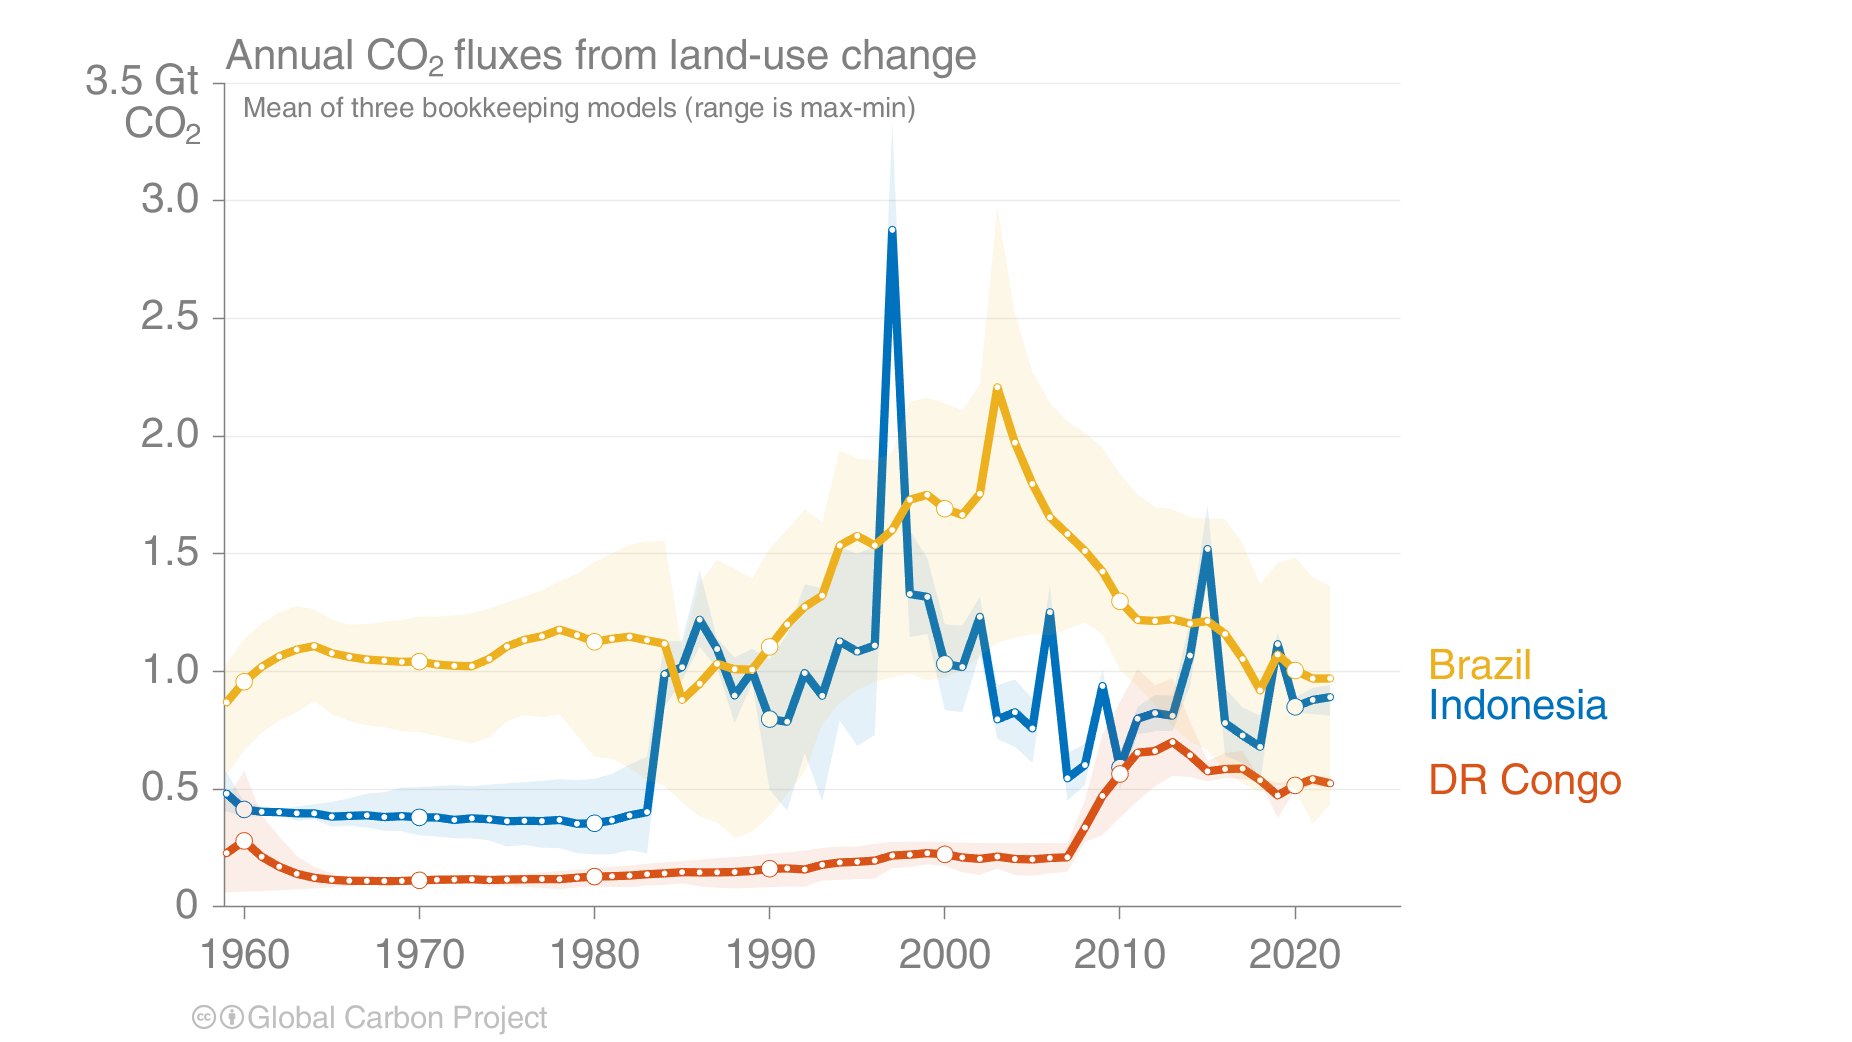 Annual CO₂ fluxes from land-use change
3.5 Gt
CO₂
Mean of three bookkeeping models (range is max-min)
3.0
2.5
2.0
1.5
1.0
0.5
0
Brazil
Indonesia
DR Congo
1960 1970 1980 1990 2000 2010 2020
cc Global Carbon Project